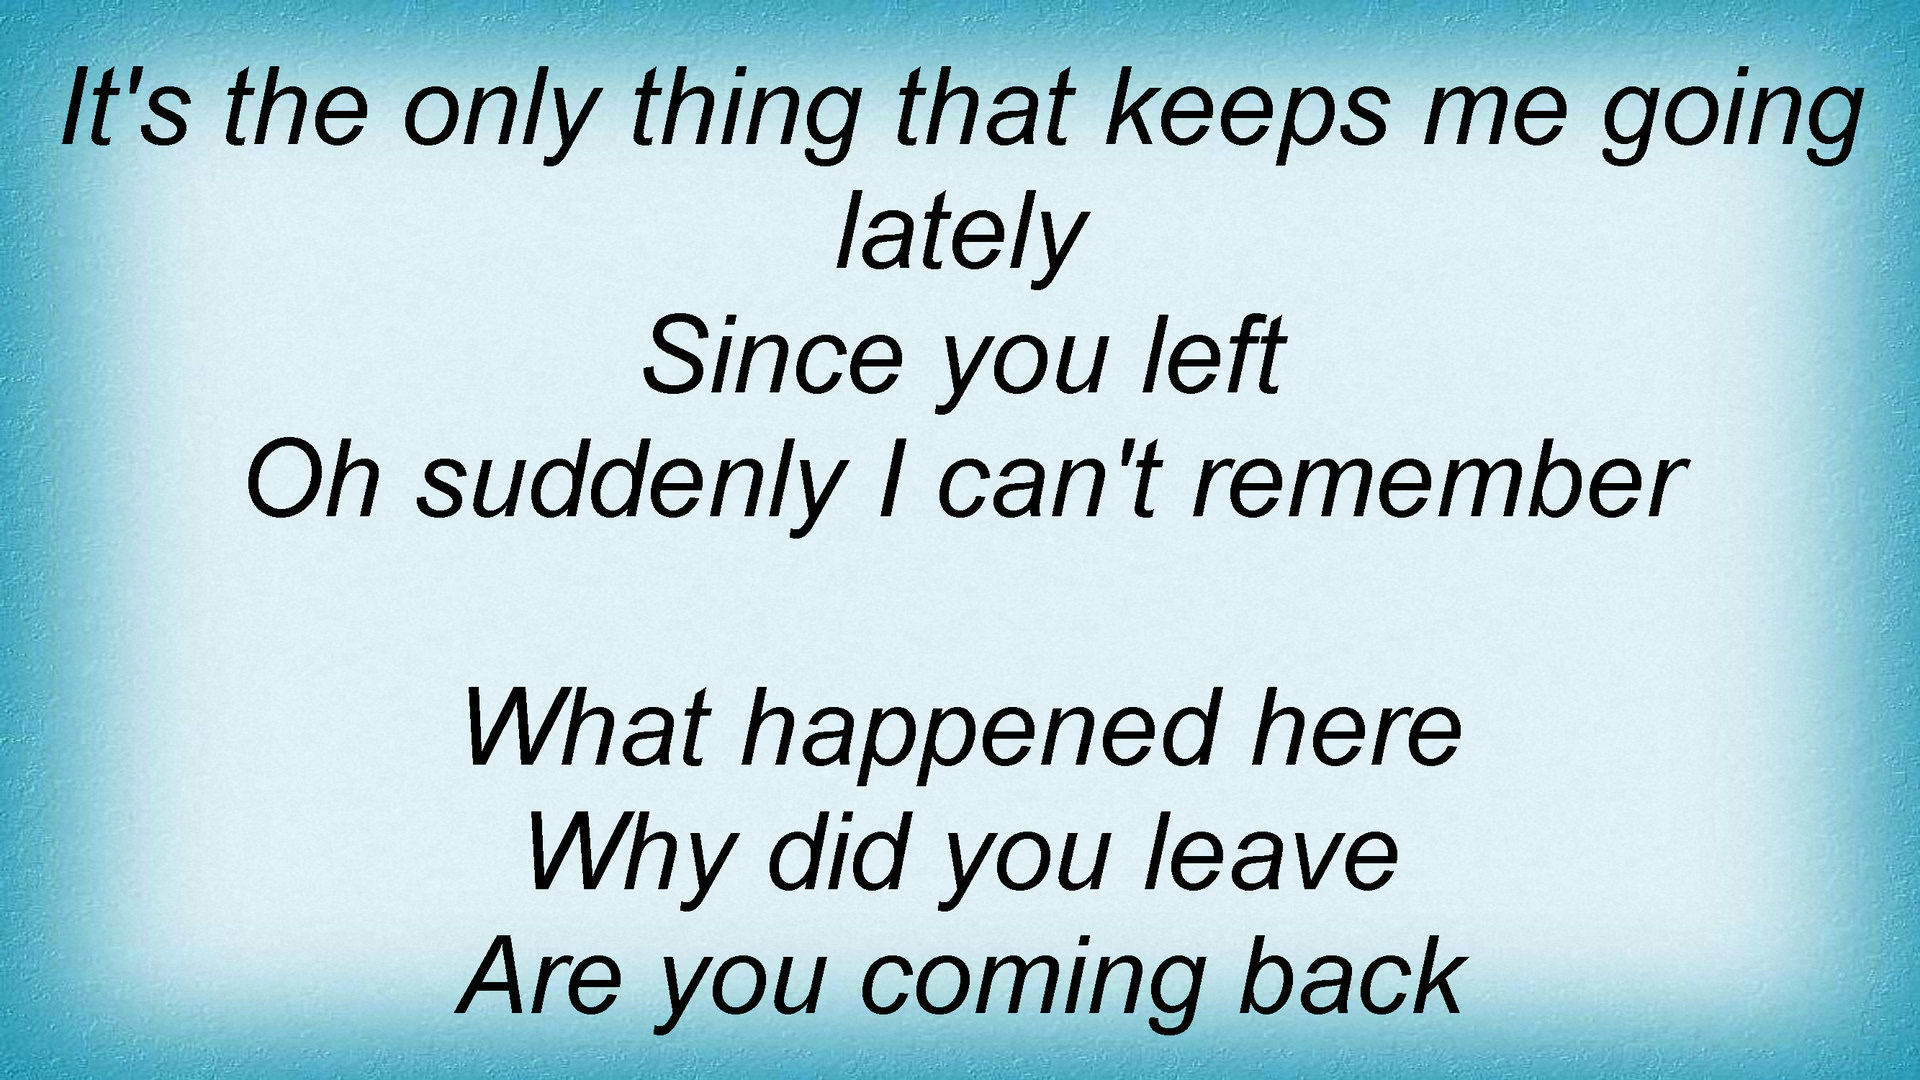 It's the only thing that keeps me going
lately
Since you left
Oh suddenly I can't remember
What happened here
Why did you leave
Are you coming back